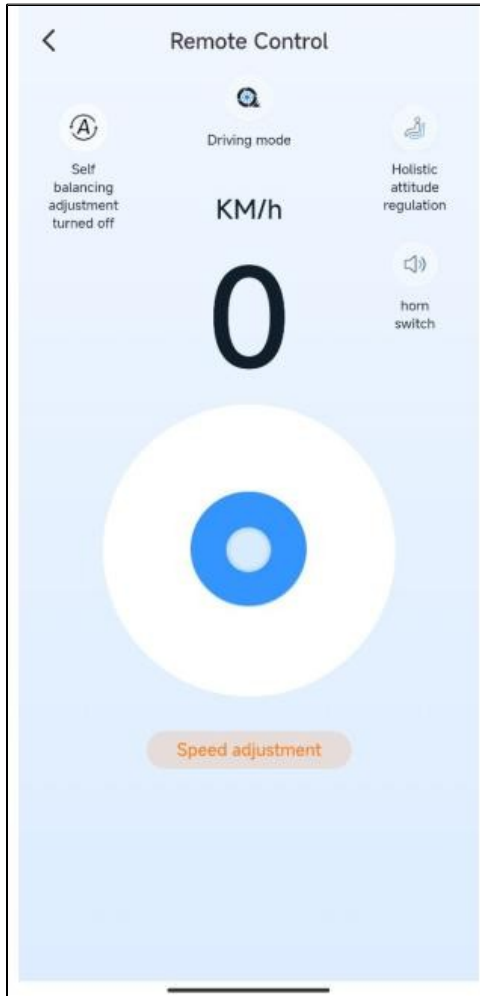 Remote Control
Driving mode
Self
balancing
adjustment
turned off
Holistic
attitude
regulation
KM/h
horn
switch
0
Speed adjustment